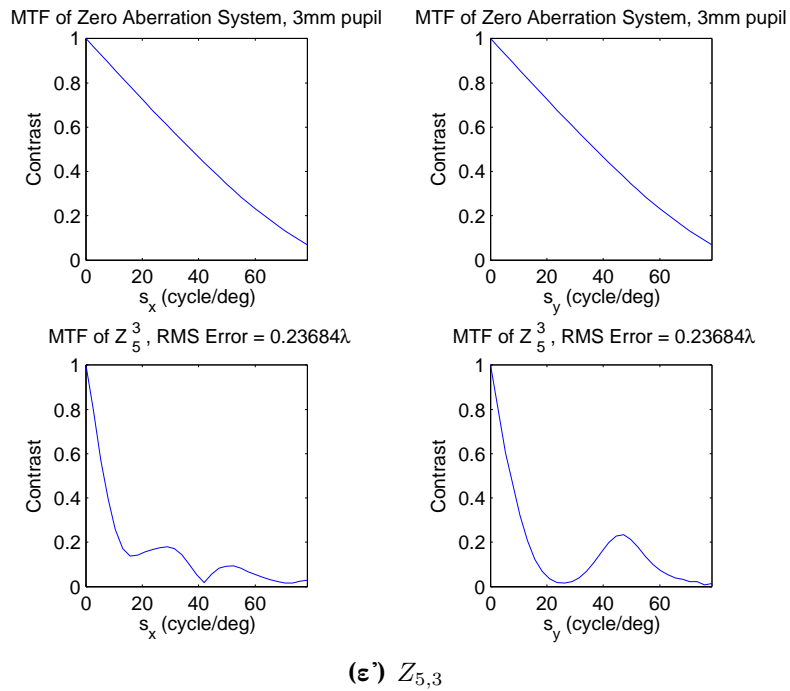 MTF of Zero Aberration System, 3mm pupil
MTF of Zero Aberration System, 3mm pupil
1
0.8
0.6
0.4
0.2
0
Contrast
0 20 40 60
s_x (cycle/deg)
1
0.8
0.6
0.4
0.2
0
Contrast
0 20 40 60
s_y (cycle/deg)
MTF of Z_5^3, RMS Error = 0.23684λ
MTF of Z_5^3, RMS Error = 0.23684λ
1
0.8
0.6
0.4
0.2
0
Contrast
0 20 40 60
s_x (cycle/deg)
1
0.8
0.6
0.4
0.2
0
Contrast
0 20 40 60
s_y (cycle/deg)
(ε') Z_{5,3}